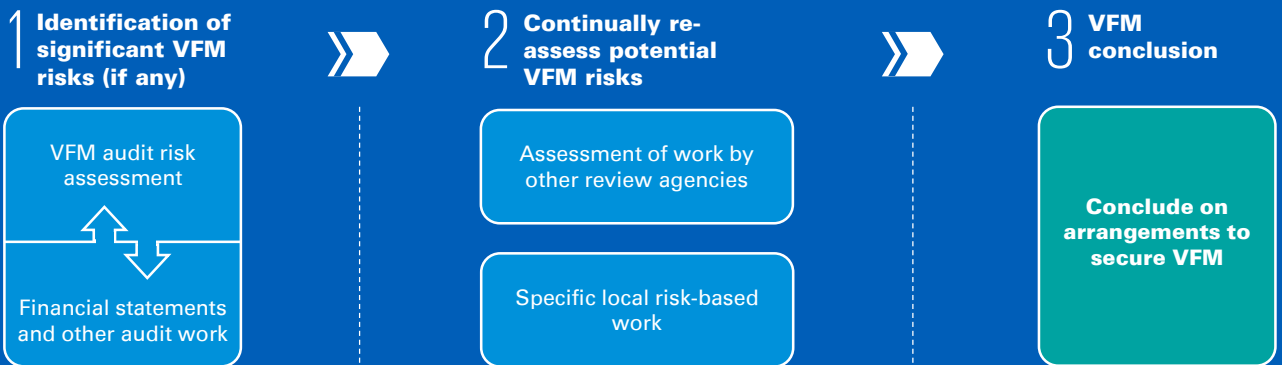 1 Identification of
significant VFM
risks (if any)
VFM audit risk
assessment
Financial statements
and other audit work
2 Continually re-
assess potential
VFM risks
Assessment of work by
other review agencies
Specific local risk-based
work
3 VFM
conclusion
Conclude on
arrangements to
secure VFM